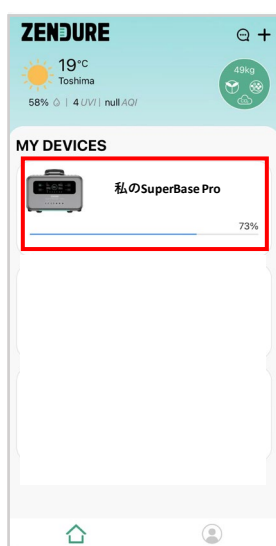 ZENDURE
19°C
Toshima
49kg
58% | 4 UVI | null AQI
MY DEVICES
私のSuperBase Pro
73%